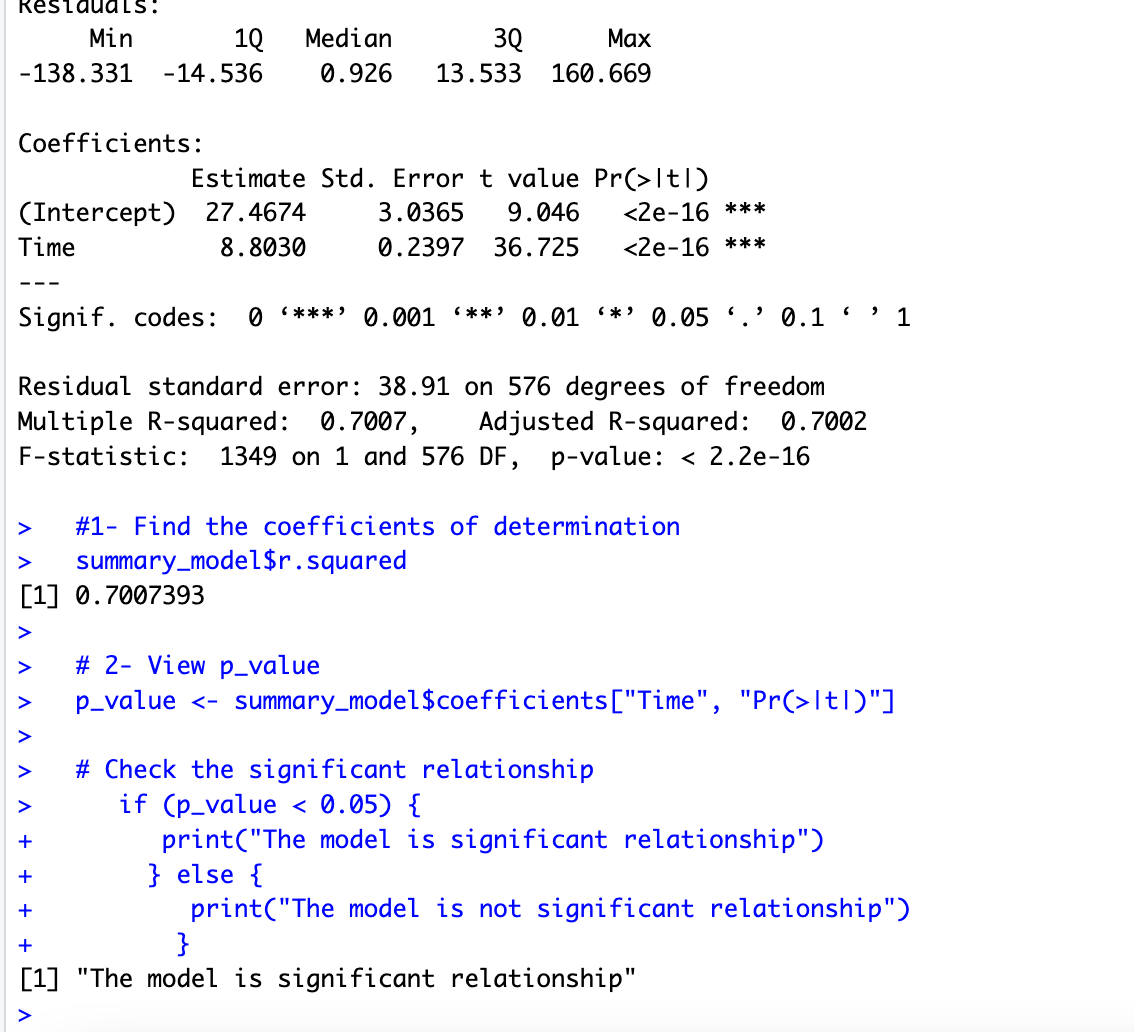 Residuals:
     Min       1Q   Median       3Q      Max
-138.331  -14.536    0.926   13.533  160.669
Coefficients:
            Estimate Std. Error t value Pr(>|t|)
(Intercept)  27.4674     3.0365   9.046   <2e-16 ***
Time          8.8030     0.2397  36.725   <2e-16 ***
---
Signif. codes:  0 ‘***’ 0.001 ‘**’ 0.01 ‘*’ 0.05 ‘.’ 0.1 ‘ ’ 1
Residual standard error: 38.91 on 576 degrees of freedom
Multiple R-squared:  0.7007,    Adjusted R-squared:  0.7002
F-statistic:  1349 on 1 and 576 DF,  p-value: < 2.2e-16
>   #1- Find the coefficients of determination
>   summary_model$r.squared
[1] 0.7007393
>
>   # 2- View p_value
>   p_value <- summary_model$coefficients["Time", "Pr(>|t|)"]
>
>   # Check the significant relationship
>      if (p_value < 0.05) {
+         print("The model is significant relationship")
+        } else {
+           print("The model is not significant relationship")
+          }
[1] "The model is significant relationship"
>